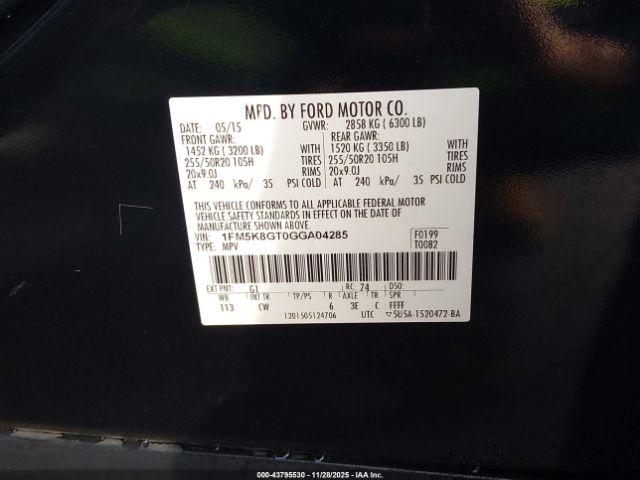 MFD. BY FORD MOTOR CO.
DATE: 05/15 GVWR: 2858 KG ( 6300 LB)
FRONT GAWR: REAR GAWR:
1452 KG ( 3200 LB) WITH 1520 KG ( 3350 LB) WITH
255/50R20 105H TIRES 255/50R20 105H TIRES
20x9.0J RIMS 20x9.0J RIMS
AT 240 kPa/ 35 PSI COLD AT 240 kPa/ 35 PSI COLD
THIS VEHICLE CONFORMS TO ALL APPLICABLE FEDERAL MOTOR
VEHICLE SAFETY STANDARDS IN EFFECT ON THE DATE OF
MANUFACTURE SHOWN ABOVE.
VIN: 1FM5K8GT0GGA04285 F0199
TYPE: MPV T0082
EXT PNT: G1 RC: 74 DSO:
WB INT TR TP/PS R AXLE TR SPR
113 CW 6 3E C FFFF
1201505124706 UTC ▽5U5A-1520472-BA
000-43795530 | 11/28/2025 | © IAA, LLC